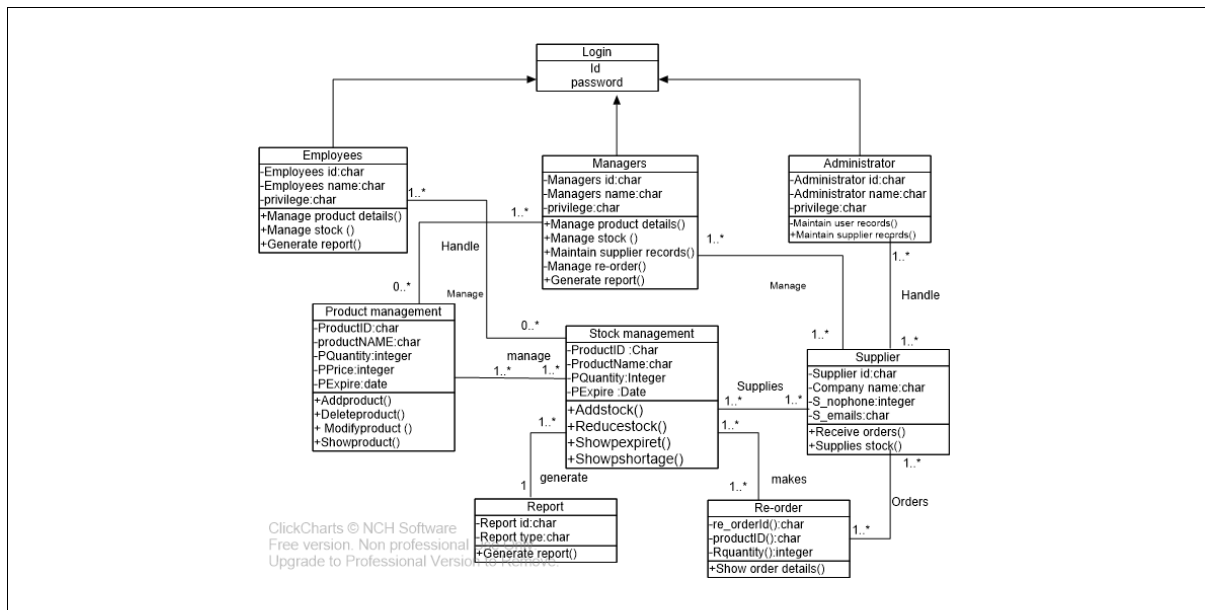 Login
Id
password
Employees
-Employees id:char
-Employees name:char
-privilege:char
+Manage product details()
+Manage stock ()
+Generate report()
1..*
Managers
-Managers id:char
-Managers name:char
-privilege:char
+Manage product details()
+Manage stock ()
+Maintain supplier records()
-Manage re-order()
+Generate report()
1..*
1..*
Administrator
-Administrator id:char
-Administrator name:char
privilege:char
-Maintain user records()
+Maintain supplier records()
1..*
Handle
Manage
Manage
Handle
0..*
0..*
1..*
1..*
Product management
-ProductID:char
-productNAME:char
-PQuantity:integer
-PPrice:integer
-PExpire:date
+Addproduct()
+Deleteproduct()
+ Modifyproduct ()
+Showproduct()
manage
1..*
1..*
Stock management
-ProductID :Char
-ProductName:char
-PQuantity:Integer
-PExpire :Date
+Addstock()
+Reducestock()
+Showpexpiret()
+Showpshortage()
Supplies
1..*
1..*
Supplier
-Supplier id:char
-Company name:char
-S_nophone:integer
-S_emails:char
+Receive orders()
+Supplies stock()
1..*
1..*
1..*
generate
1
makes
1..*
Orders
1..*
Report
-Report id:char
-Report type:char
+Generate report()
Re-order
-re_orderId():char
-productID():char
-Rquantity():integer
+Show order details()
ClickCharts © NCH Software
Free version. Non professional
Upgrade to Professional Version to Remove.